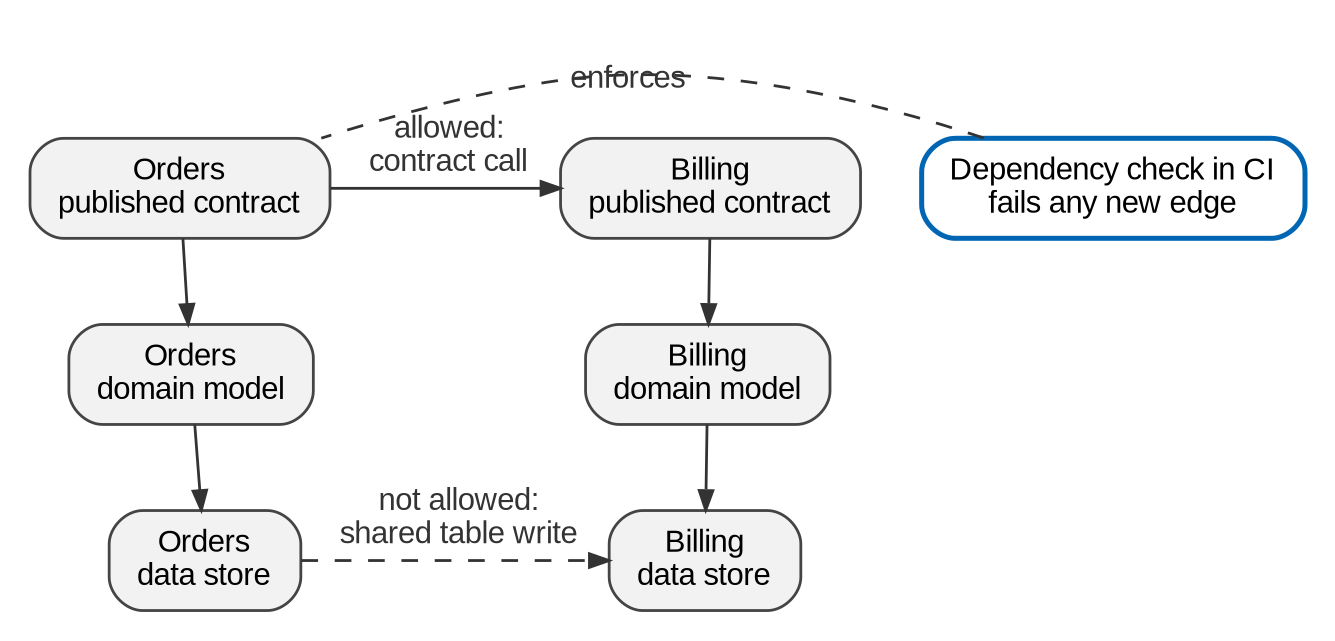 enforces
allowed:
contract call
Orders
published contract
Billing
published contract
Dependency check in CI
fails any new edge
Orders
domain model
Billing
domain model
not allowed:
shared table write
Orders
data store
Billing
data store